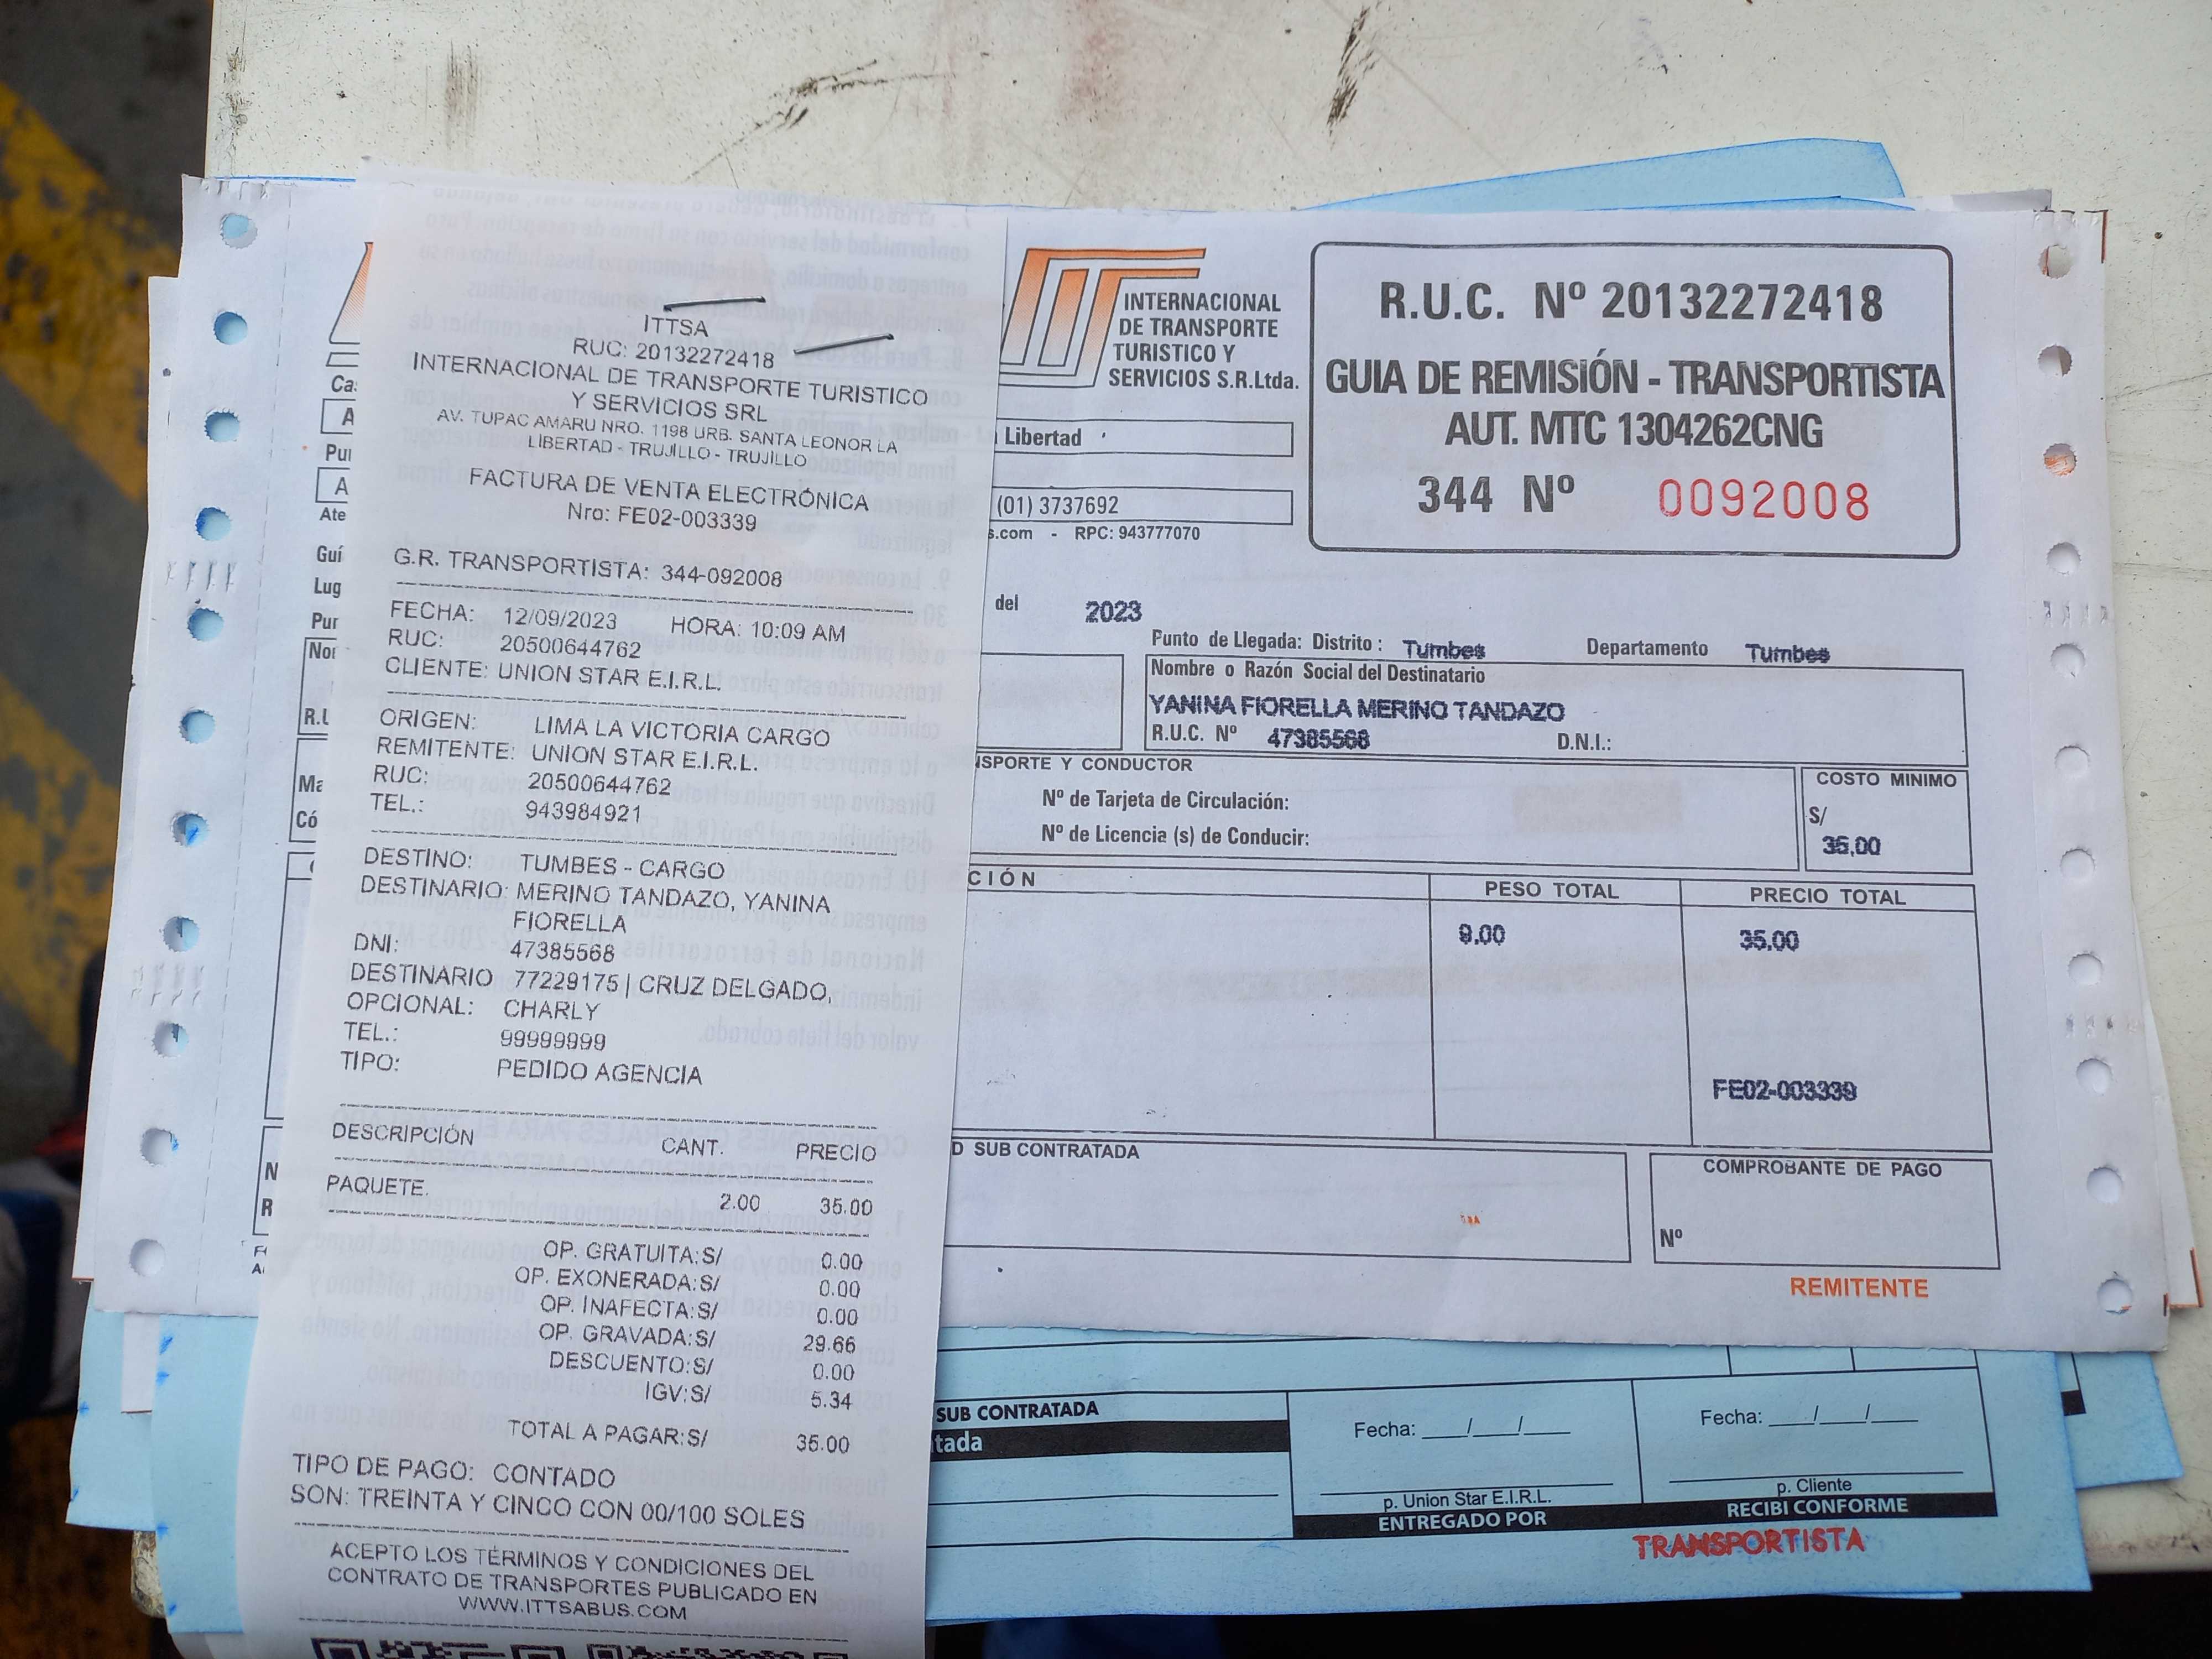 ITTSA
RUC: 20132272418
INTERNACIONAL DE TRANSPORTE TURISTICO
Y SERVICIOS SRL
AV. TUPAC AMARU NRO. 1198 URB. SANTA LEONOR LA
LIBERTAD - TRUJILLO - TRUJILLO
FACTURA DE VENTA ELECTRÓNICA
Nro: FE02-003339
G.R. TRANSPORTISTA: 344-092008
FECHA: 12/09/2023 HORA: 10:09 AM
RUC: 20500644762
CLIENTE: UNION STAR E.I.R.L.
ORIGEN: LIMA LA VICTORIA CARGO
REMITENTE: UNION STAR E.I.R.L.
RUC: 20500644762
TEL.: 943984921
DESTINO: TUMBES - CARGO
DESTINARIO: MERINO TANDAZO, YANINA
FIORELLA
DNI: 47385568
DESTINARIO 77229175 | CRUZ DELGADO,
OPCIONAL: CHARLY
TEL.: 99999999
TIPO: PEDIDO AGENCIA
DESCRIPCIÓN CANT. PRECIO
PAQUETE. 2.00 35.00
OP. GRATUITA:S/ 0.00
OP. EXONERADA:S/ 0.00
OP. INAFECTA:S/ 0.00
OP. GRAVADA:S/ 29.66
DESCUENTO:S/ 0.00
IGV:S/ 5.34
TOTAL A PAGAR:S/ 35.00
TIPO DE PAGO: CONTADO
SON: TREINTA Y CINCO CON 00/100 SOLES
ACEPTO LOS TÉRMINOS Y CONDICIONES DEL
CONTRATO DE TRANSPORTES PUBLICADO EN
WWW.ITTSABUS.COM
INTERNACIONAL
DE TRANSPORTE
TURISTICO Y
SERVICIOS S.R.Ltda.
R.U.C. Nº 20132272418
GUIA DE REMISIÓN - TRANSPORTISTA
AUT. MTC 1304262CNG
344 Nº 0092008
Libertad
(01) 3737692
s.com - RPC: 943777070
del 2023
Punto de Llegada: Distrito : Tumbes Departamento Tumbes
Nombre o Razón Social del Destinatario
YANINA FIORELLA MERINO TANDAZO
R.U.C. Nº 47385568 D.N.I.:
SPORTE Y CONDUCTOR
Nº de Tarjeta de Circulación:
Nº de Licencia (s) de Conducir:
COSTO MINIMO
S/
35,00
CIÓN PESO TOTAL PRECIO TOTAL
9.00 35.00
FE02-003339
D SUB CONTRATADA
COMPROBANTE DE PAGO
Nº
REMITENTE
SUB CONTRATADA
tada
Fecha: ___/___/___
p. Union Star E.I.R.L.
ENTREGADO POR
Fecha: ___/___/___
p. Cliente
RECIBI CONFORME
TRANSPORTISTA